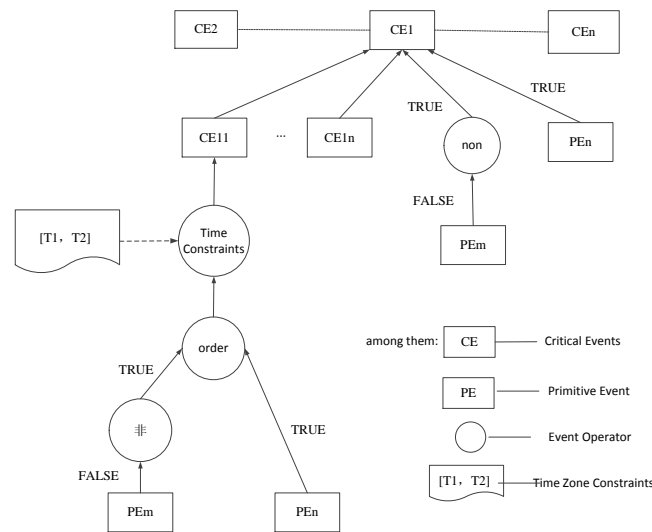 CE2
CE1
CEn
TRUE
TRUE
CE11
...
CE1n
non
PEn
FALSE
[T1，T2]
Time
Constraints
PEm
order
among them:
CE
Critical Events
TRUE
PE
Primitive Event
TRUE
非
Event Operator
FALSE
[T1，T2]
Time Zone Constraints
PEm
PEn